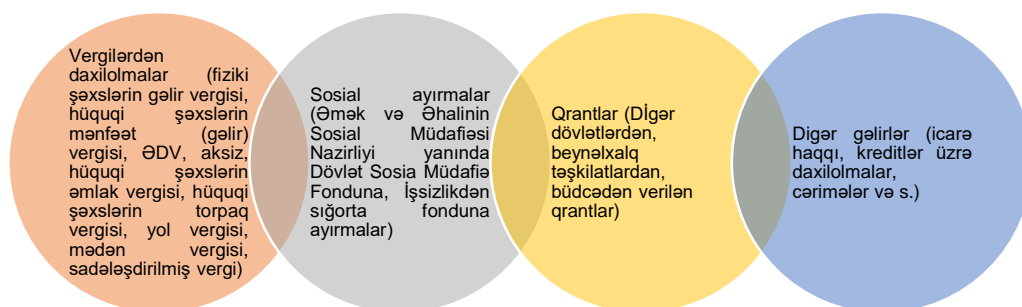 Vergilərdən
daxilolmalar (fiziki
şəxslərin gəlir vergisi,
hüquqi şəxslərin
mənfəət (gəlir)
vergisi, ƏDV, aksiz,
hüquqi şəxslərin
əmlak vergisi, hüquqi
şəxslərin torpaq
vergisi, yol vergisi,
mədən vergisi,
sadələşdirilmiş vergi)
Sosial ayırmalar
(Əmək və Əhalinin
Sosial Müdafiəsi
Nazirliyi yanında
Dövlət Sosia Müdafiə
Fonduna, İşsizlikdən
sığorta fonduna
ayırmalar)
Qrantlar (Dİgər
dövlətlərdən,
beynəlxalq
təşkilatlardan,
büdcədən verilən
qrantlar)
Digər gəlirlər (icarə
haqqı, kreditlər üzrə
daxilolmalar,
cərimələr və s.)